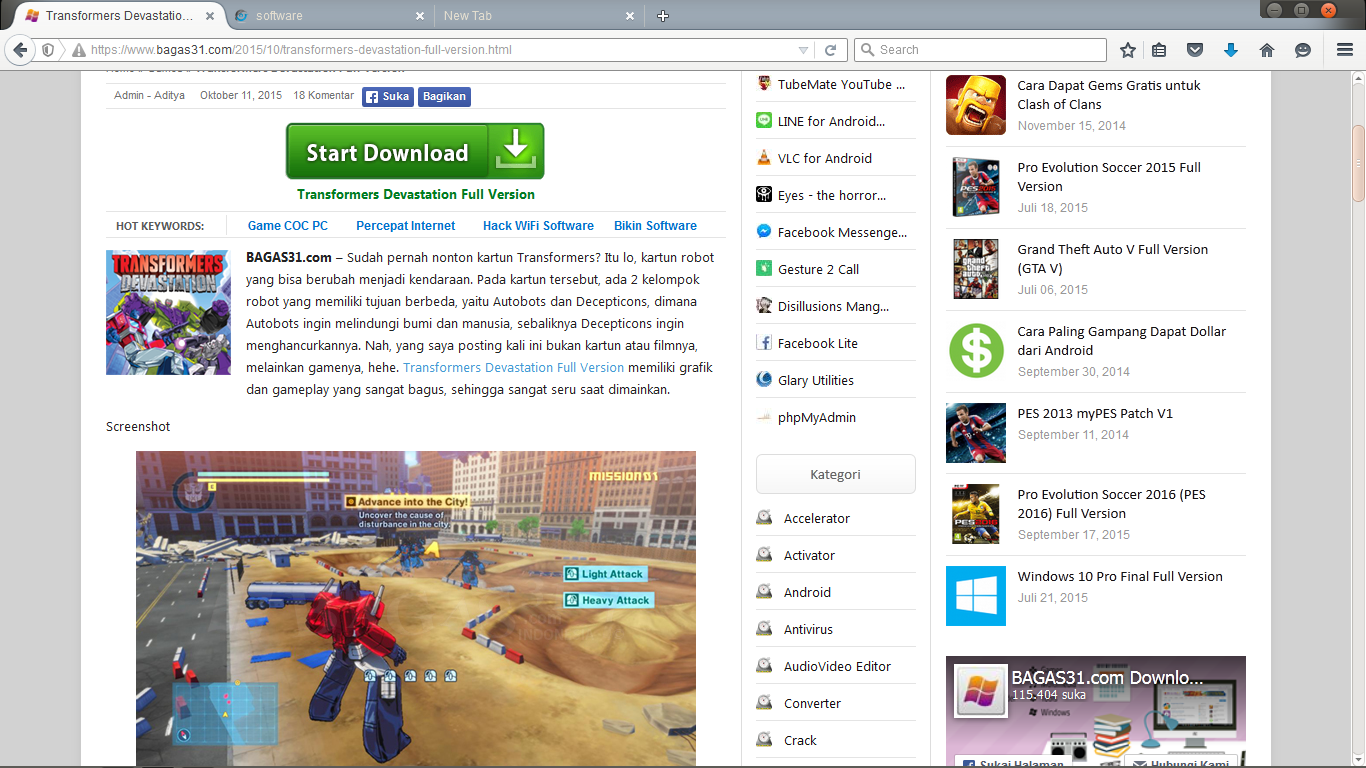 Transformers Devastatio...
software
New Tab
https://www.bagas31.com/2015/10/transformers-devastation-full-version.html
Search
Admin - Aditya Oktober 11, 2015 18 Komentar Suka Bagikan
Start Download
Transformers Devastation Full Version
HOT KEYWORDS: Game COC PC Percepat Internet Hack WiFi Software Bikin Software
TRANSFORMERS
DEVASTATION
BAGAS31.com – Sudah pernah nonton kartun Transformers? Itu lo, kartun robot
yang bisa berubah menjadi kendaraan. Pada kartun tersebut, ada 2 kelompok
robot yang memiliki tujuan berbeda, yaitu Autobots dan Decepticons, dimana
Autobots ingin melindungi bumi dan manusia, sebaliknya Decepticons ingin
menghancurkannya. Nah, yang saya posting kali ini bukan kartun atau filmnya,
melainkan gamenya, hehe. Transformers Devastation Full Version memiliki grafik
dan gameplay yang sangat bagus, sehingga sangat seru saat dimainkan.
Screenshot
MISSION 01
Advance into the City!
Uncover the cause of
disturbance in the city.
Light Attack
Heavy Attack
TubeMate YouTube ...
LINE for Android...
VLC for Android
Eyes - the horror...
Facebook Messenge...
Gesture 2 Call
Disillusions Mang...
Facebook Lite
Glary Utilities
phpMyAdmin
Kategori
Accelerator
Activator
Android
Antivirus
AudioVideo Editor
Converter
Crack
Cara Dapat Gems Gratis untuk
Clash of Clans
November 15, 2014
Pro Evolution Soccer 2015 Full
Version
Juli 18, 2015
Grand Theft Auto V Full Version
(GTA V)
Juli 06, 2015
Cara Paling Gampang Dapat Dollar
dari Android
September 30, 2014
PES 2013 myPES Patch V1
September 11, 2014
Pro Evolution Soccer 2016 (PES
2016) Full Version
September 17, 2015
Windows 10 Pro Final Full Version
Juli 21, 2015
BAGAS31.com Downlo...
115.404 suka
Windows
Sukai Halaman
Hubungi Kami